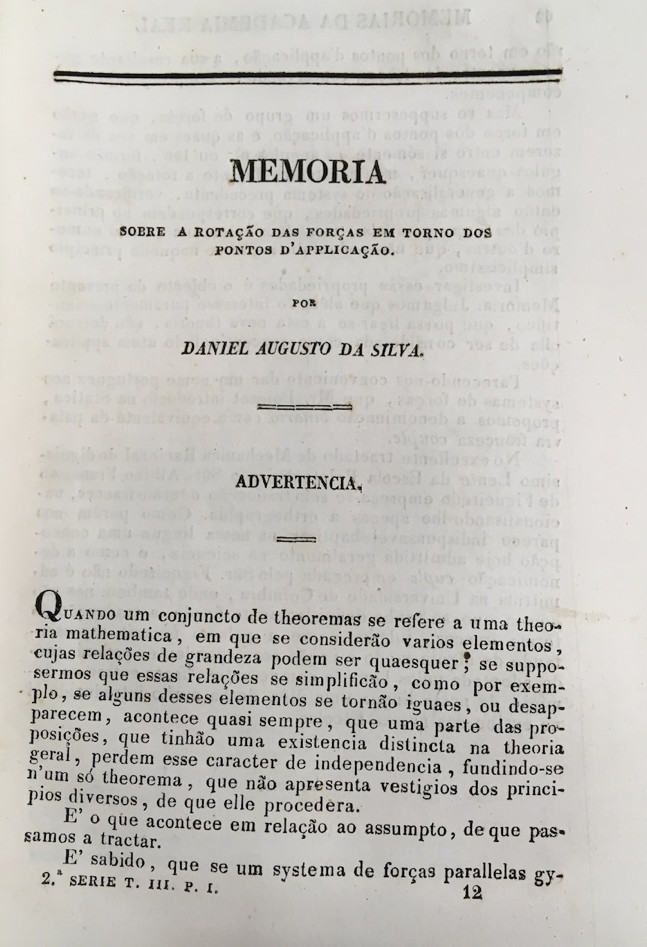 MEMORIA
SOBRE A ROTAÇÃO DAS FORÇAS EM TORNO DOS
PONTOS D'APPLICAÇÃO.
POR
DANIEL AUGUSTO DA SILVA.
ADVERTENCIA.
QUANDO um conjuncto de theoremas se refere a uma theo-
ria mathematica, em que se considerão varios elementos,
cujas relações de grandeza podem ser quaesquer; se suppo-
sermos que essas relações se simplificão, como por exem-
plo, se alguns desses elementos se tornão iguaes, ou desap-
parecem, acontece quasi sempre, que uma parte das pro-
posições, que tinhão uma existencia distincta na theoria
geral, perdem esse caracter de independencia, fundindo-se
n'um só theorema, que não apresenta vestigios dos princi-
pios diversos, de que elle procedêra.
E' o que acontece em relação ao assumpto, de que pas-
samos a tractar.
E' sabido, que se um systema de forças parallelas gy-
2.ª SERIE T. III. P. I. 12